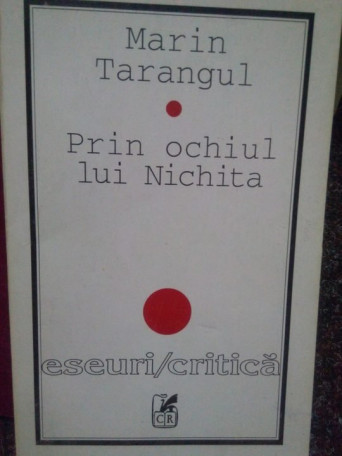 Marin
Tarangul
Prin ochiul
lui Nichita
eseuri/critică
CR